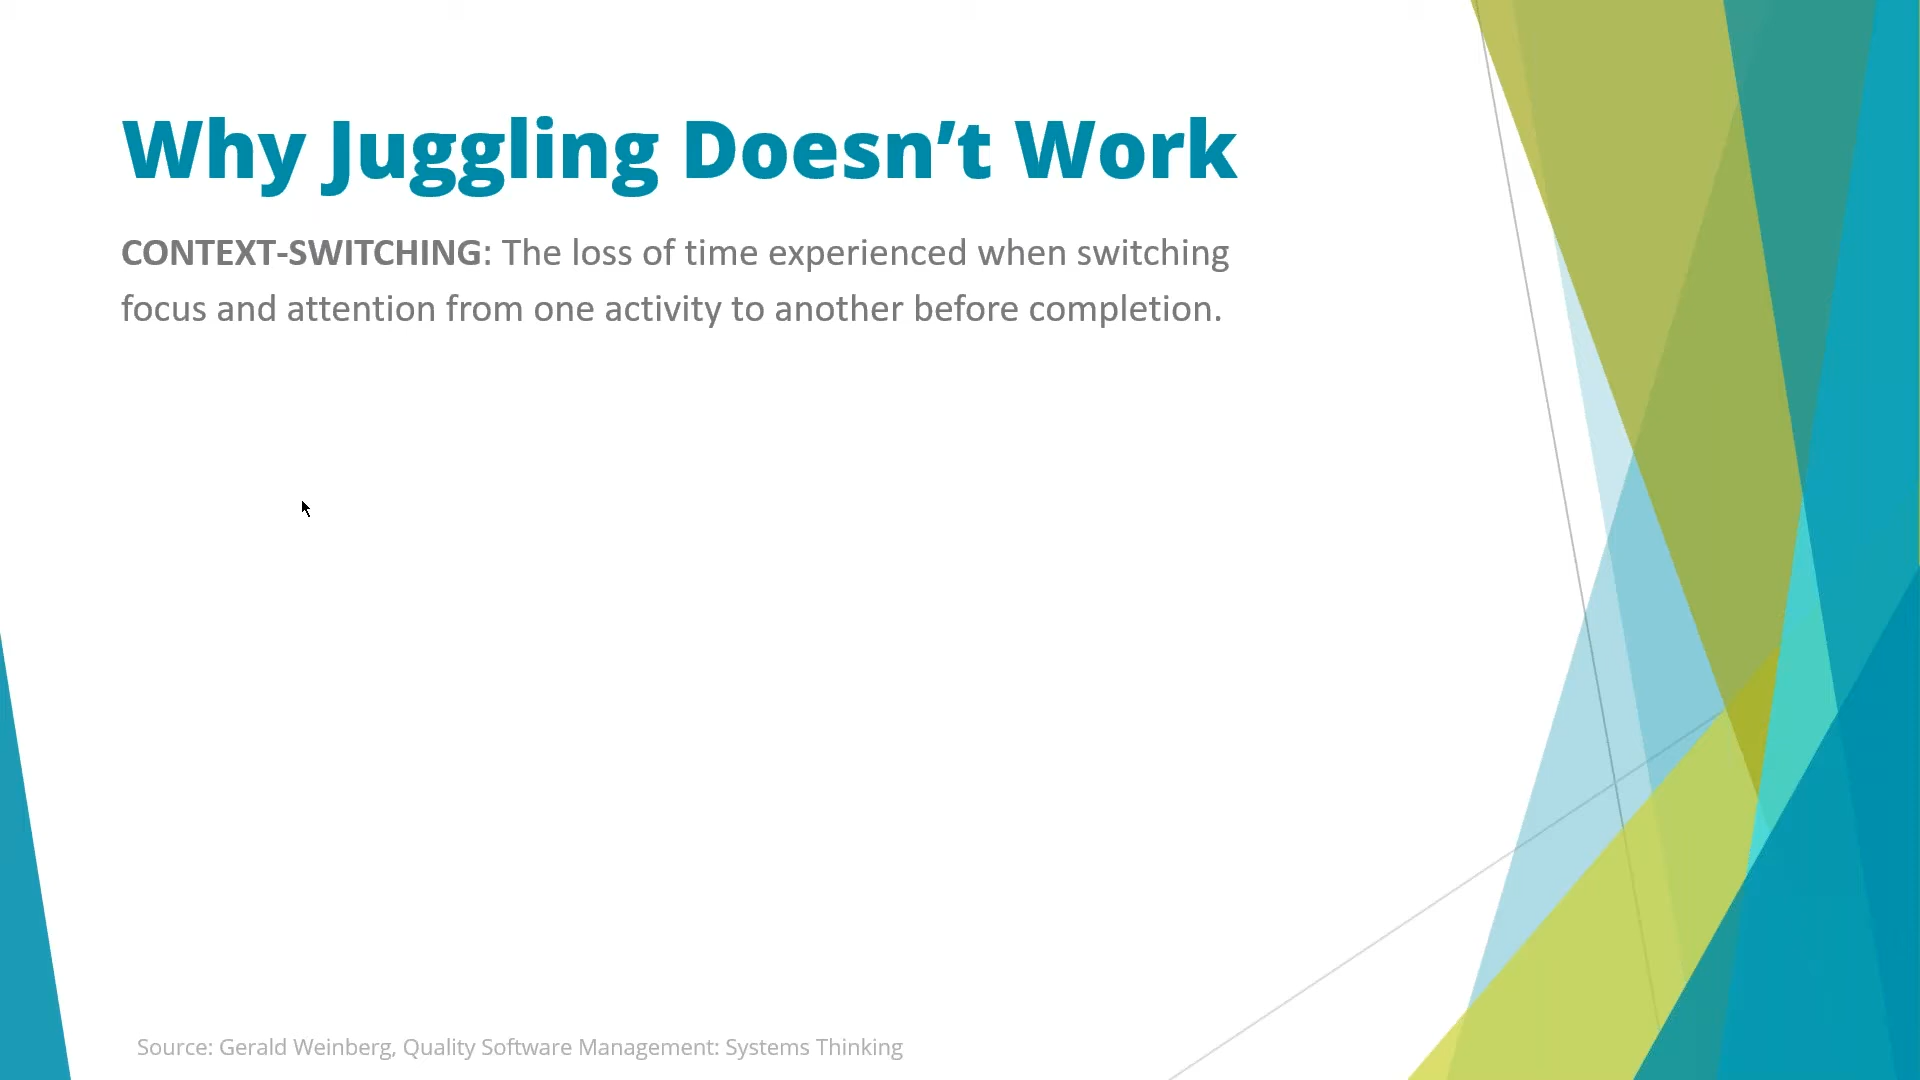 Why Juggling Doesn’t Work
CONTEXT-SWITCHING: The loss of time experienced when switching
focus and attention from one activity to another before completion.
Source: Gerald Weinberg, Quality Software Management: Systems Thinking